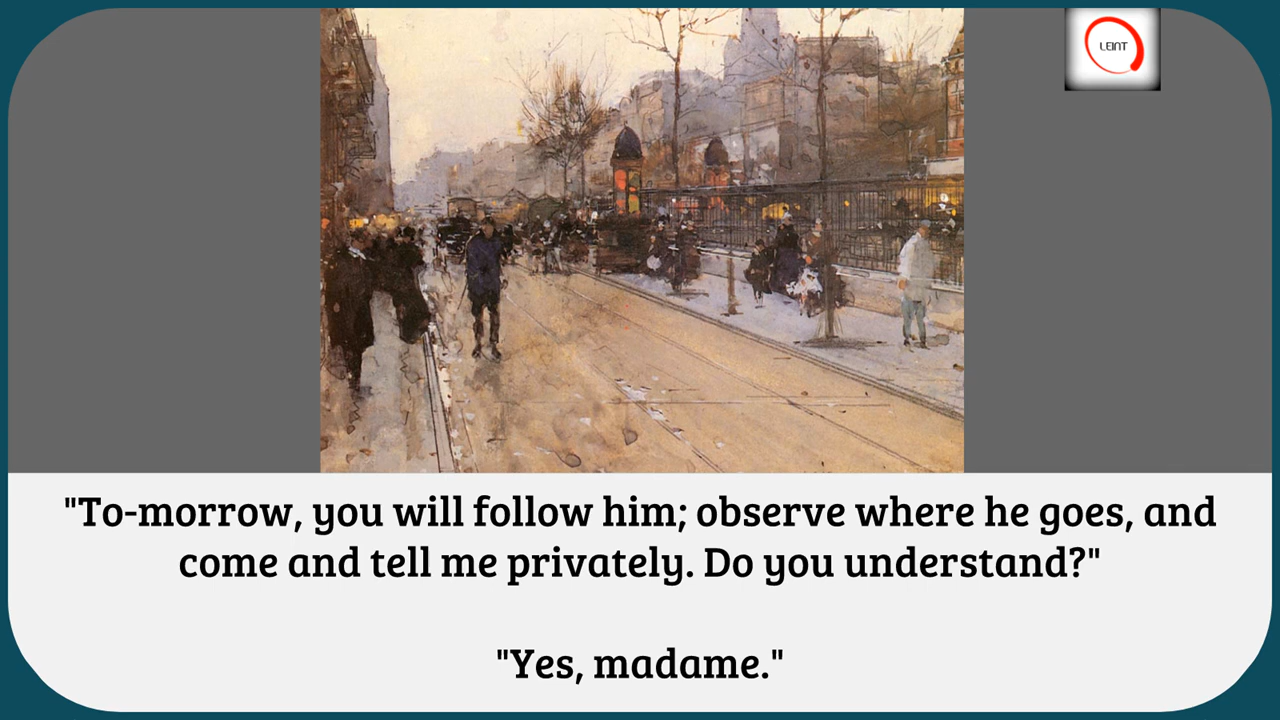 LEINT
"To-morrow, you will follow him; observe where he goes, and
come and tell me privately. Do you understand?"
"Yes, madame."